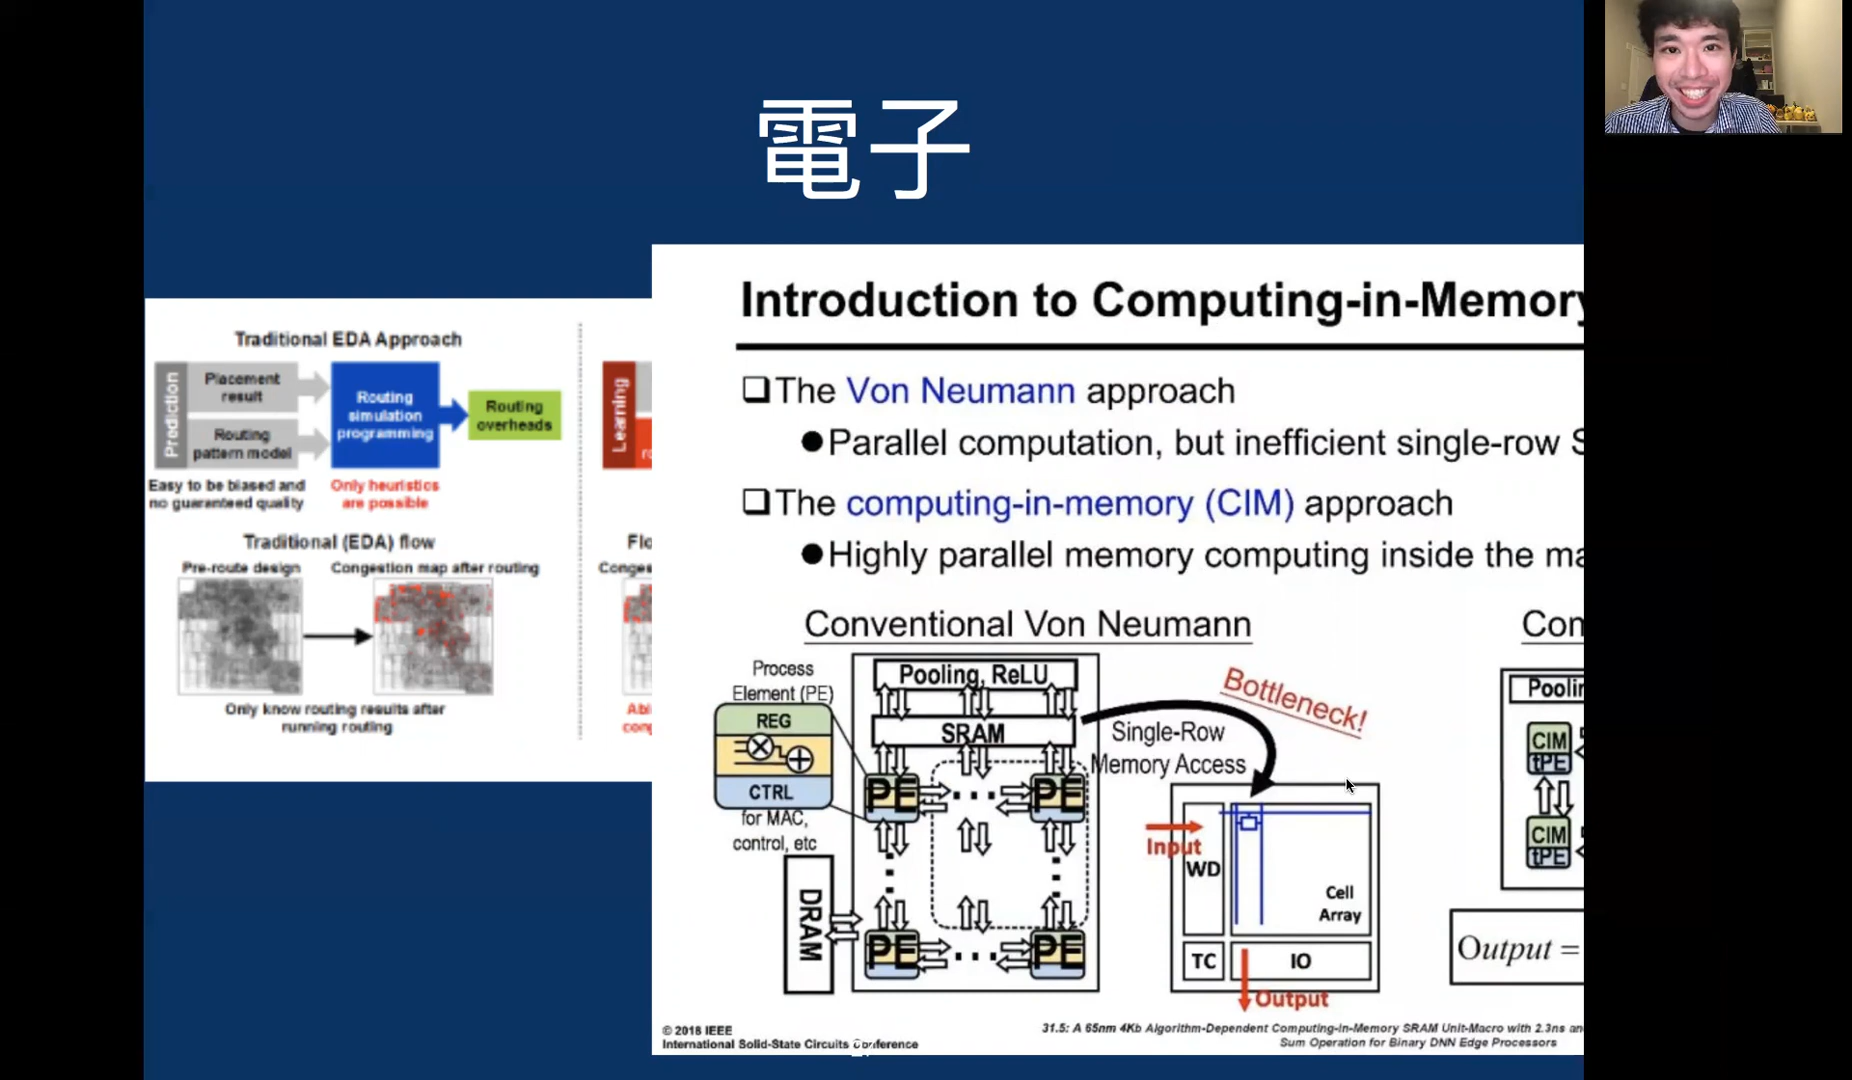 電子
Traditional EDA Approach
Prediction
Placement
result
Routing
pattern model
Routing
simulation
programming
Routing
overheads
Learning
Easy to be biased and
no guaranteed quality
Only heuristics
are possible
Traditional (EDA) flow
Pre-route design
Congestion map after routing
Only know routing results after
running routing
Flo
Conges
Abi
cong
Introduction to Computing-in-Memory
The Von Neumann approach
Parallel computation, but inefficient single-row S
The computing-in-memory (CIM) approach
Highly parallel memory computing inside the ma
Conventional Von Neumann
Process
Element (PE)
REG
CTRL
for MAC,
control, etc
DRAM
Pooling, ReLU
SRAM
PE
PE
PE
PE
Bottleneck!
Single-Row
Memory Access
Input
WD
Cell
Array
TC
IO
Output
Com
Poolin
CIM
tPE
CIM
tPE
Output =
© 2018 IEEE
International Solid-State Circuits Conference
31.5: A 65nm 4Kb Algorithm-Dependent Computing-in-Memory SRAM Unit-Macro with 2.3ns an
Sum Operation for Binary DNN Edge Processors